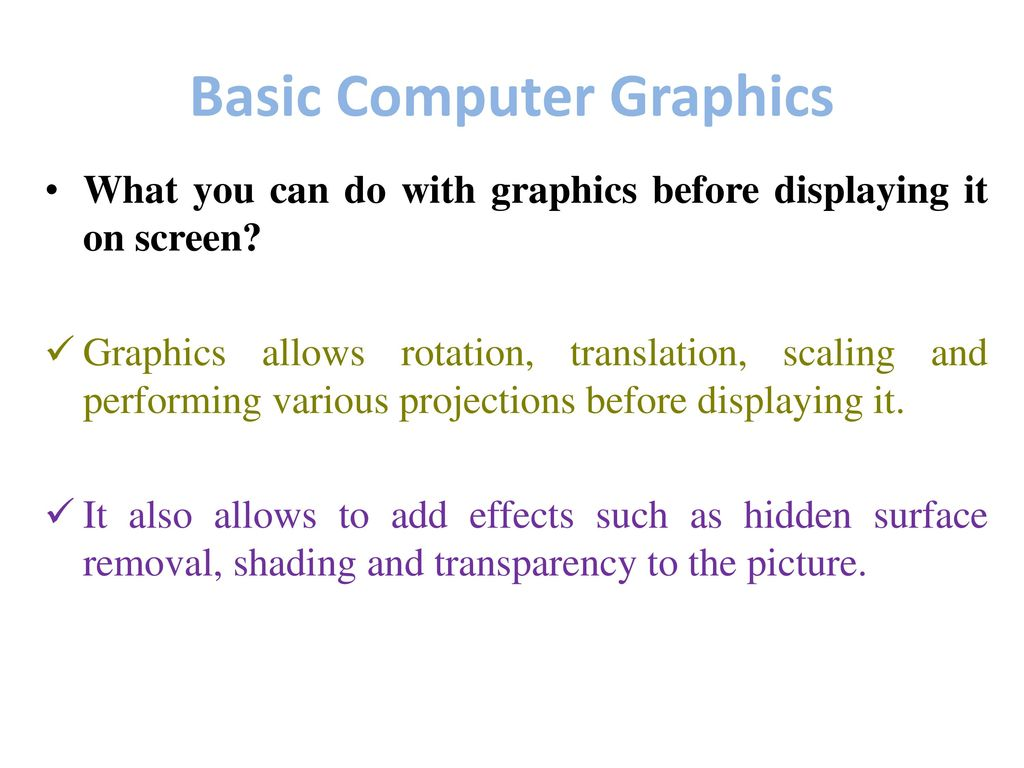 Basic Computer Graphics
• What you can do with graphics before displaying it
on screen?
✓ Graphics allows rotation, translation, scaling and
performing various projections before displaying it.
✓ It also allows to add effects such as hidden surface
removal, shading and transparency to the picture.